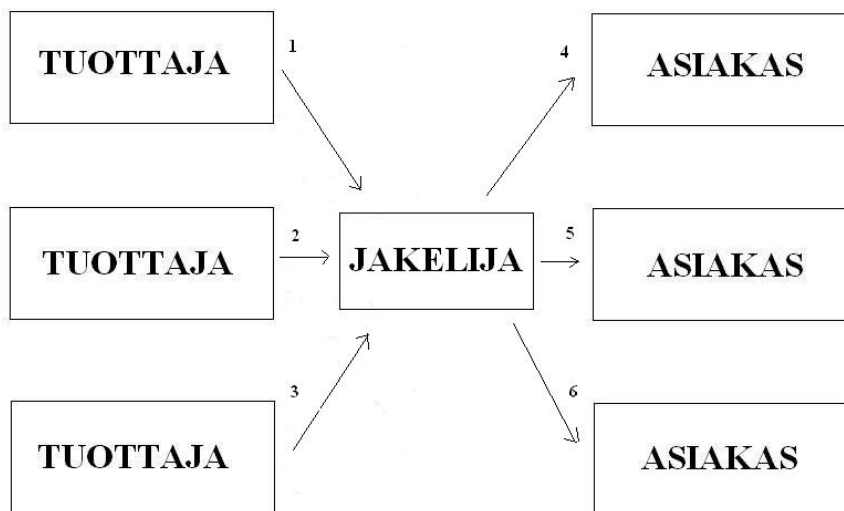 TUOTTAJA
1
4
ASIAKAS
TUOTTAJA
2
JAKELIJA
5
ASIAKAS
TUOTTAJA
3
6
ASIAKAS